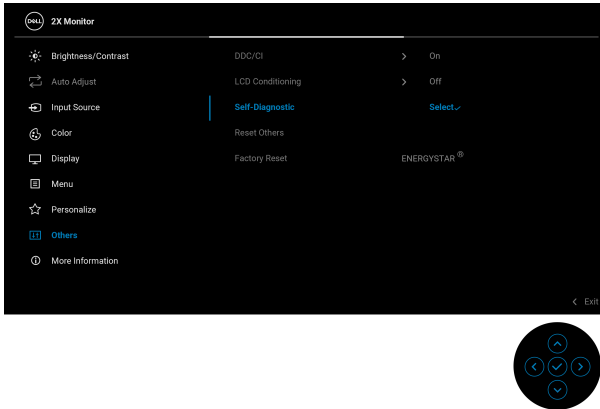 DELL 2X Monitor
Brightness/Contrast DDC/CI On
Auto Adjust LCD Conditioning Off
Input Source Self-Diagnostic Select
Color Reset Others
Display Factory Reset ENERGYSTAR ®
Menu
Personalize
Others
More Information
Exit